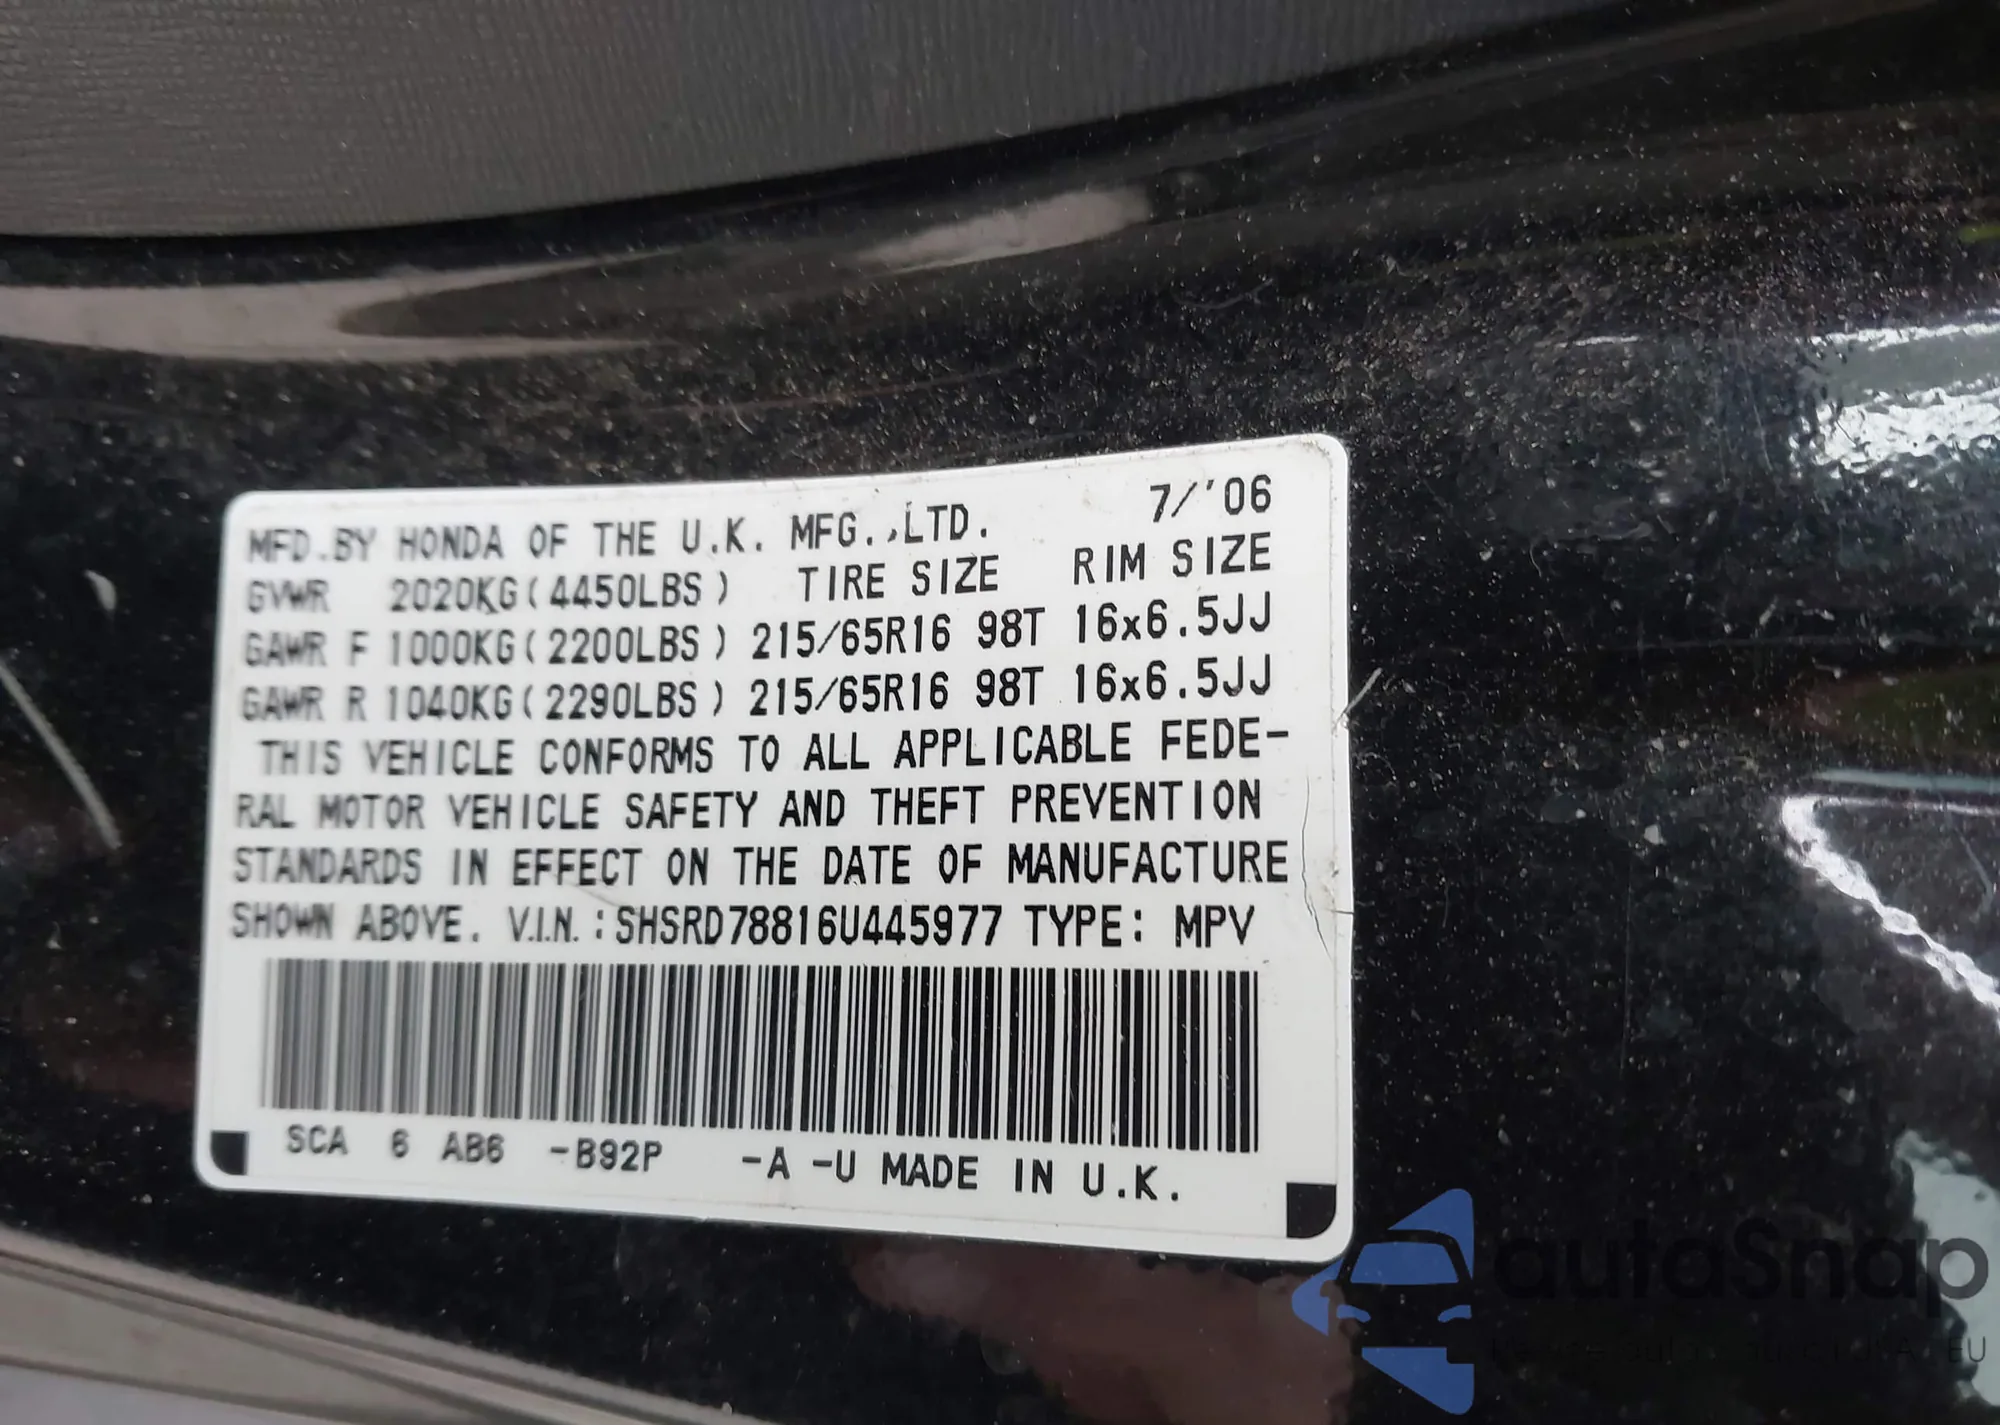 MFD.BY HONDA OF THE U.K. MFG.,LTD. 7/'06
GVWR 2020KG(4450LBS) TIRE SIZE RIM SIZE
GAWR F 1000KG(2200LBS) 215/65R16 98T 16x6.5JJ
GAWR R 1040KG(2290LBS) 215/65R16 98T 16x6.5JJ
THIS VEHICLE CONFORMS TO ALL APPLICABLE FEDE-
RAL MOTOR VEHICLE SAFETY AND THEFT PREVENTION
STANDARDS IN EFFECT ON THE DATE OF MANUFACTURE
SHOWN ABOVE. V.I.N.:SHSRD78816U445977 TYPE: MPV
SCA 6 AB6 -B92P -A -U MADE IN U.K.
autoSnap
EU